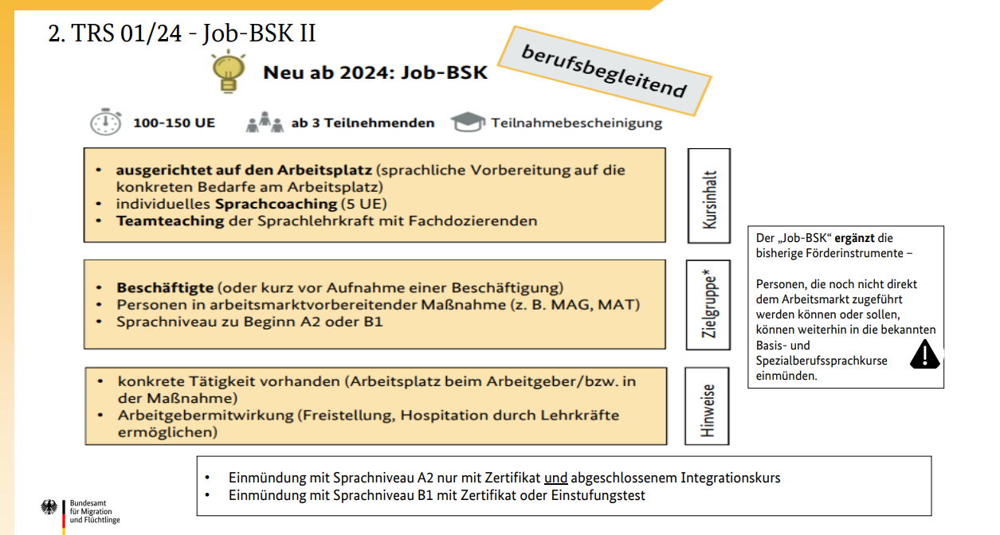 2. TRS 01/24 - Job-BSK II
Neu ab 2024: Job-BSK
berufsbegleitend
100-150 UE
ab 3 Teilnehmenden
Teilnahmebescheinigung
• ausgerichtet auf den Arbeitsplatz (sprachliche Vorbereitung auf die
konkreten Bedarfe am Arbeitsplatz)
• individuelles Sprachcoaching (5 UE)
• Teamteaching der Sprachlehrkraft mit Fachdozierenden
Kursinhalt
• Beschäftigte (oder kurz vor Aufnahme einer Beschäftigung)
• Personen in arbeitsmarktvorbereitender Maßnahme (z. B. MAG, MAT)
• Sprachniveau zu Beginn A2 oder B1
Zielgruppe*
• konkrete Tätigkeit vorhanden (Arbeitsplatz beim Arbeitgeber/bzw. in
der Maßnahme)
• Arbeitgebermitwirkung (Freistellung, Hospitation durch Lehrkräfte
ermöglichen)
Hinweise
Der „Job-BSK“ ergänzt die
bisherige Förderinstrumente –
Personen, die noch nicht direkt
dem Arbeitsmarkt zugeführt
werden können oder sollen,
können weiterhin in die bekannten
Basis- und
Spezialberufssprachkurse
einmünden.
• Einmündung mit Sprachniveau A2 nur mit Zertifikat und abgeschlossenem Integrationskurs
• Einmündung mit Sprachniveau B1 mit Zertifikat oder Einstufungstest
Bundesamt
für Migration
und Flüchtlinge